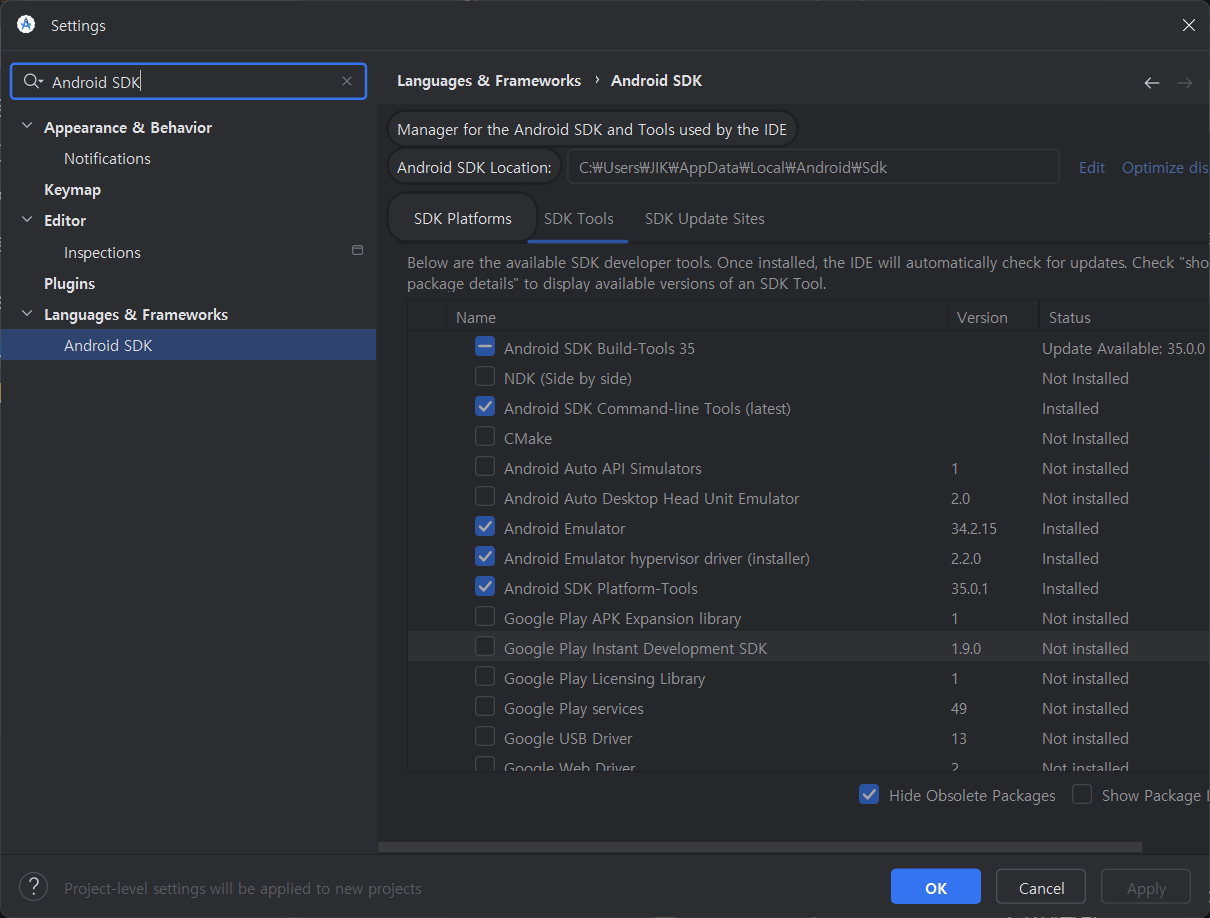 Settings
Android SDK
Appearance & Behavior
Notifications
Keymap
Editor
Inspections
Plugins
Languages & Frameworks
Android SDK
Languages & Frameworks › Android SDK
Manager for the Android SDK and Tools used by the IDE
Android SDK Location: C:₩Users₩JIK₩AppData₩Local₩Android₩Sdk Edit Optimize dis
SDK Platforms SDK Tools SDK Update Sites
Below are the available SDK developer tools. Once installed, the IDE will automatically check for updates. Check "sho
package details" to display available versions of an SDK Tool.
Name Version Status
Android SDK Build-Tools 35 Update Available: 35.0.0
NDK (Side by side) Not Installed
Android SDK Command-line Tools (latest) Installed
CMake Not Installed
Android Auto API Simulators 1 Not installed
Android Auto Desktop Head Unit Emulator 2.0 Not installed
Android Emulator 34.2.15 Installed
Android Emulator hypervisor driver (installer) 2.2.0 Installed
Android SDK Platform-Tools 35.0.1 Installed
Google Play APK Expansion library 1 Not installed
Google Play Instant Development SDK 1.9.0 Not installed
Google Play Licensing Library 1 Not installed
Google Play services 49 Not installed
Google USB Driver 13 Not installed
Google Web Driver 2 Not installed
Hide Obsolete Packages Show Package
? Project-level settings will be applied to new projects
OK Cancel Apply